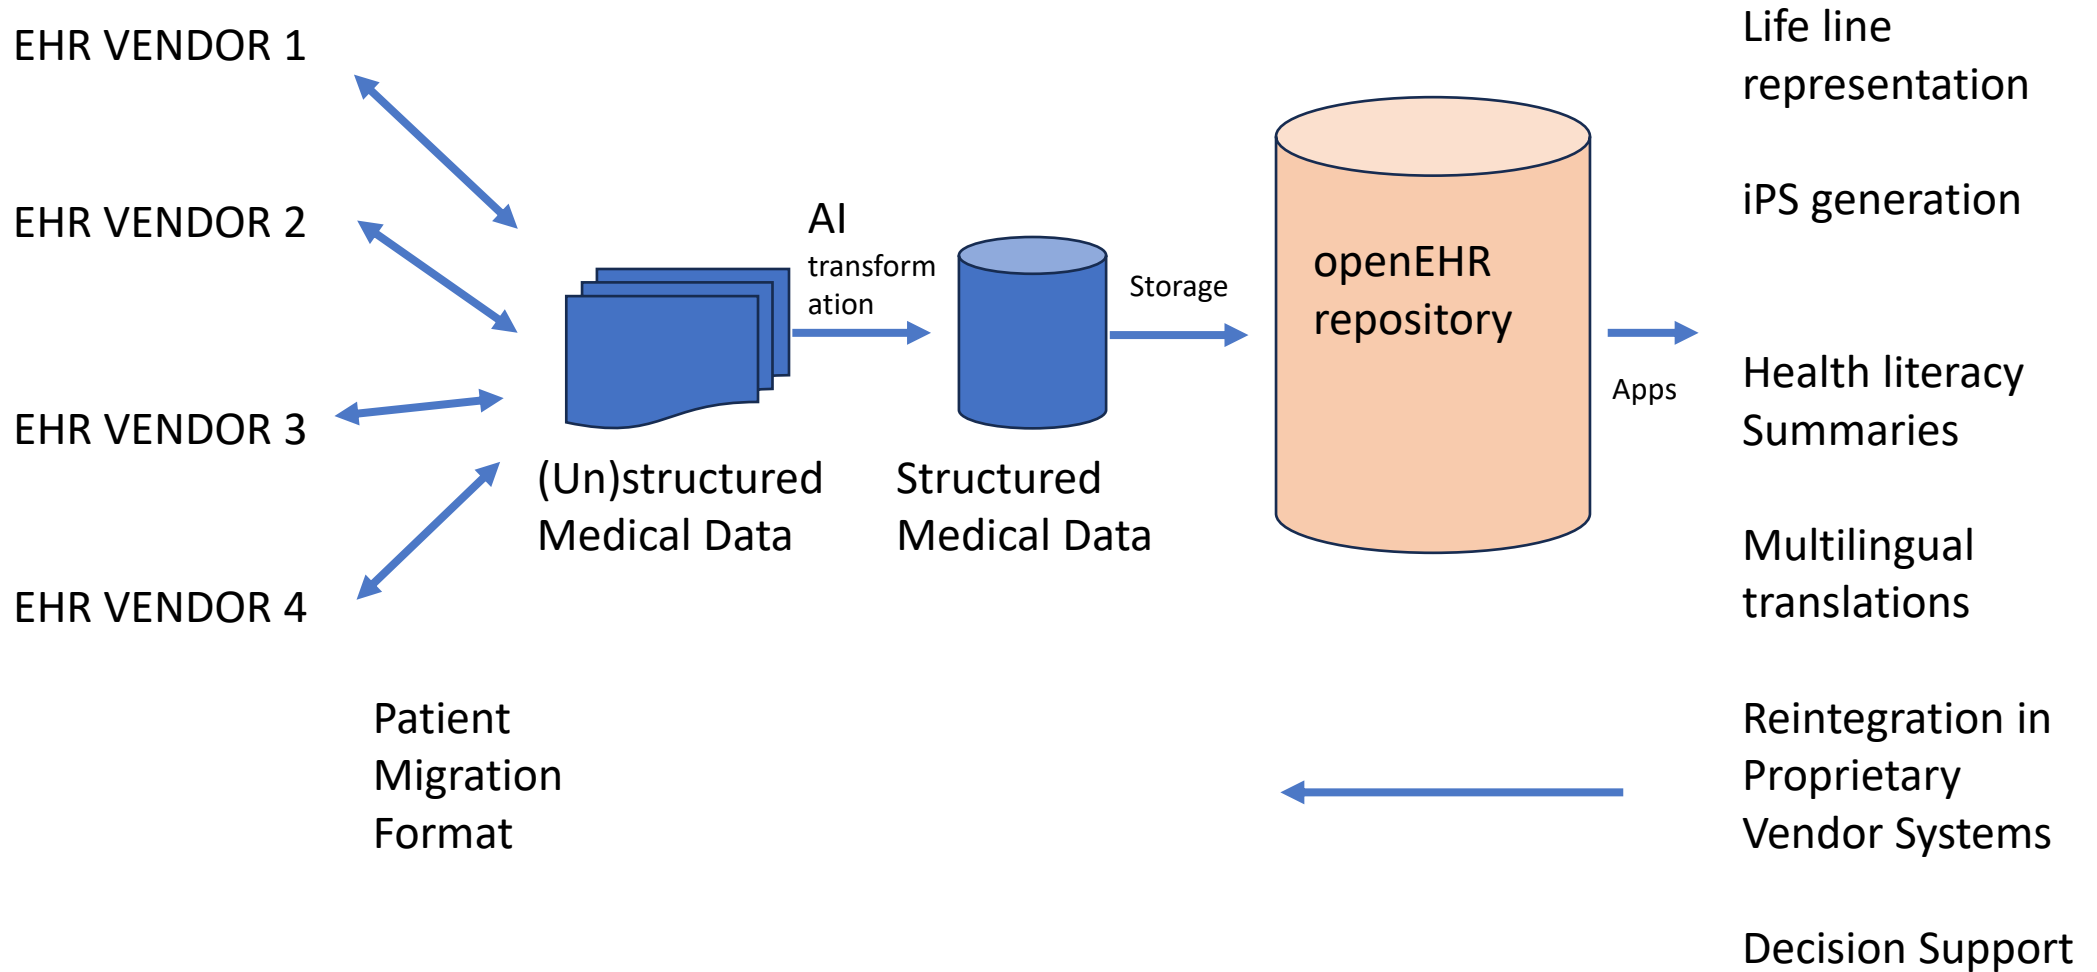 EHR VENDOR 1
EHR VENDOR 2
EHR VENDOR 3
EHR VENDOR 4
Patient
Migration
Format
(Un)structured
Medical Data
AI
transform
ation
Structured
Medical Data
Storage
openEHR
repository
Apps
Life line
representation
iPS generation
Health literacy
Summaries
Multilingual
translations
Reintegration in
Proprietary
Vendor Systems
Decision Support